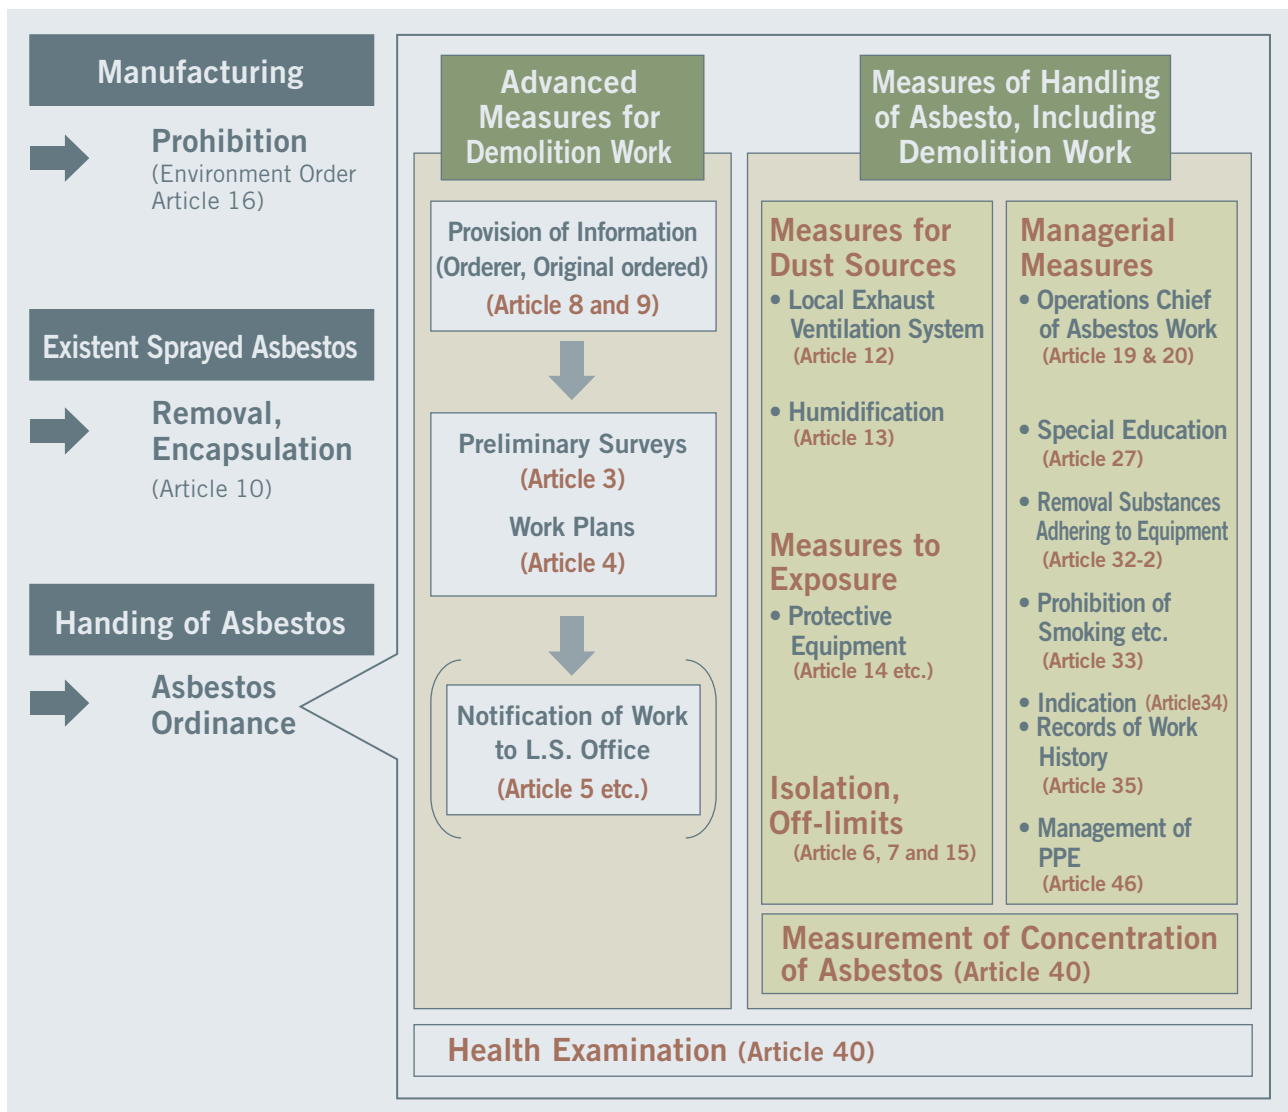 Manufacturing
Prohibition
(Environment Order
Article 16)
Existent Sprayed Asbestos
Removal,
Encapsulation
(Article 10)
Handing of Asbestos
Asbestos
Ordinance
Advanced
Measures for
Demolition Work
Provision of Information
(Orderer, Original ordered)
(Article 8 and 9)
Preliminary Surveys
(Article 3)
Work Plans
(Article 4)
Notification of Work
to L.S. Office
(Article 5 etc.)
Measures of Handling
of Asbesto, Including
Demolition Work
Measures for
Dust Sources
• Local Exhaust
Ventilation System
(Article 12)
• Humidification
(Article 13)
Measures to
Exposure
• Protective
Equipment
(Article 14 etc.)
Isolation,
Off-limits
(Article 6, 7 and 15)
Managerial
Measures
• Operations Chief
of Asbestos Work
(Article 19 & 20)
• Special Education
(Article 27)
• Removal Substances
Adhering to Equipment
(Article 32-2)
• Prohibition of
Smoking etc.
(Article 33)
• Indication (Article34)
• Records of Work
History
(Article 35)
• Management of
PPE
(Article 46)
Measurement of Concentration
of Asbestos (Article 40)
Health Examination (Article 40)